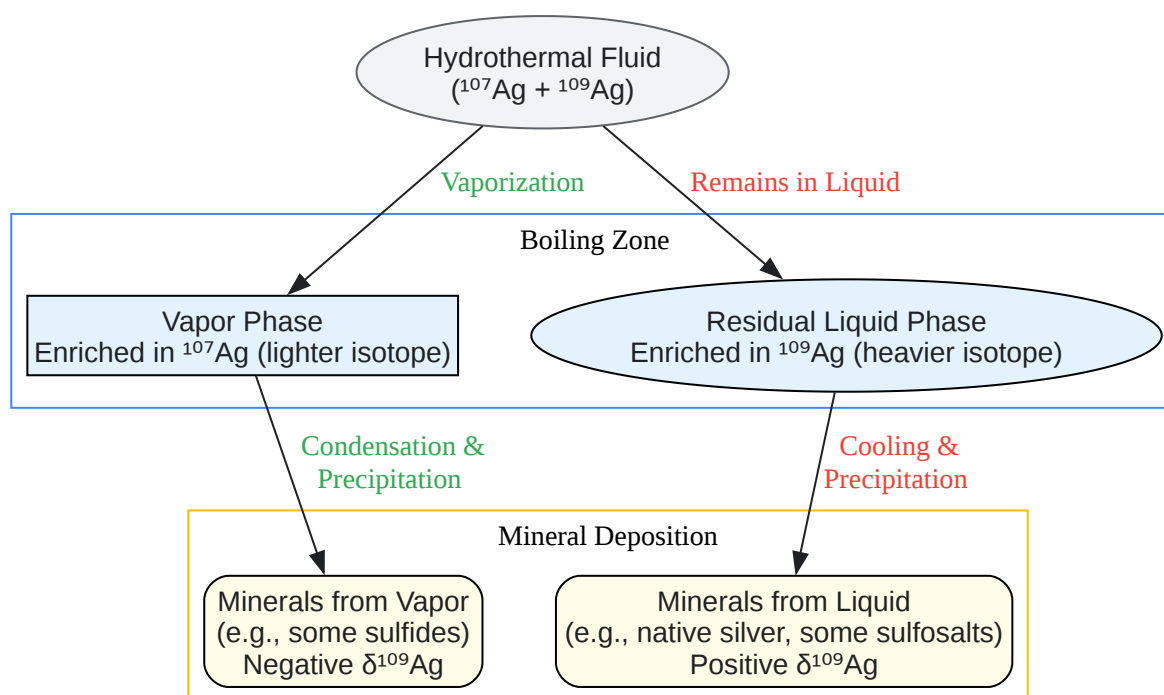 Hydrothermal Fluid
(¹⁰⁷Ag + ¹⁰⁹Ag)
Vaporization
Remains in Liquid
Boiling Zone
Vapor Phase
Enriched in ¹⁰⁷Ag (lighter isotope)
Residual Liquid Phase
Enriched in ¹⁰⁹Ag (heavier isotope)
Condensation &
Precipitation
Cooling &
Precipitation
Mineral Deposition
Minerals from Vapor
(e.g., some sulfides)
Negative δ¹⁰⁹Ag
Minerals from Liquid
(e.g., native silver, some sulfosalts)
Positive δ¹⁰⁹Ag